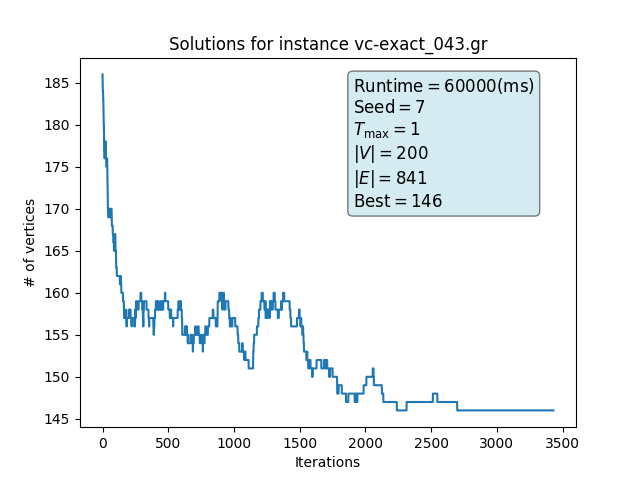 Solutions for instance vc-exact_043.gr
185
180
175
170
165
160
155
150
145
# of vertices
Runtime = 60000(ms)
Seed = 7
T_max = 1
|V| = 200
|E| = 841
Best = 146
0 500 1000 1500 2000 2500 3000 3500
Iterations